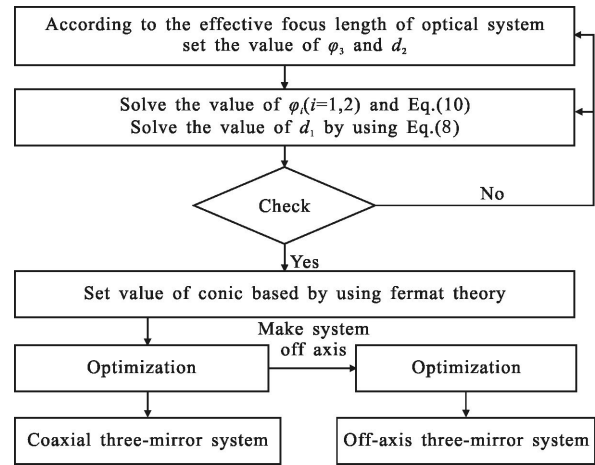 According to the effective focus length of optical system
set the value of φ₃ and d₂
Solve the value of φᵢ(i=1,2) and Eq.(10)
Solve the value of d₁ by using Eq.(8)
Check
No
Yes
Set value of conic based by using fermat theory
Make system
off axis
Optimization
Optimization
Coaxial three-mirror system
Off-axis three-mirror system